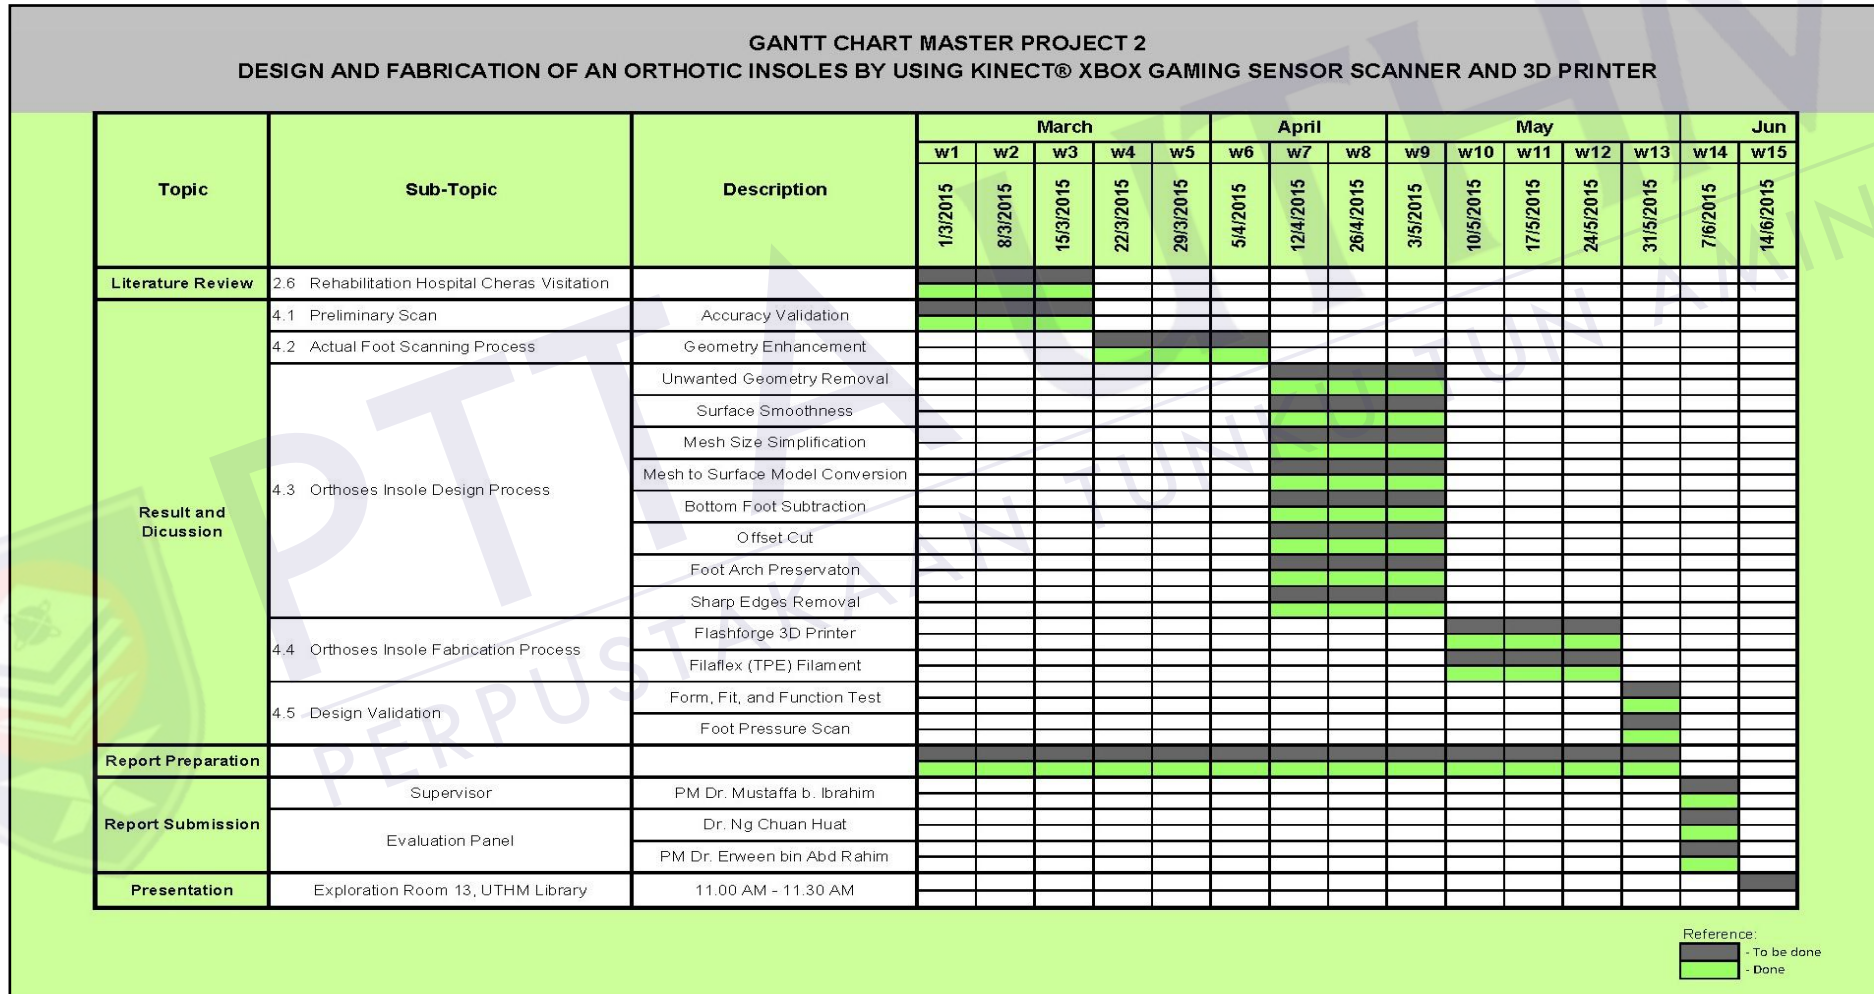 GANTT CHART MASTER PROJECT 2
DESIGN AND FABRICATION OF AN ORTHOTIC INSOLES BY USING KINECT® XBOX GAMING SENSOR SCANNER AND 3D PRINTER
Topic Sub-Topic Description March April May Jun
w1 w2 w3 w4 w5 w6 w7 w8 w9 w10 w11 w12 w13 w14 w15
1/3/2015 8/3/2015 15/3/2015 22/3/2015 29/3/2015 5/4/2015 12/4/2015 26/4/2015 3/5/2015 10/5/2015 17/5/2015 24/5/2015 31/5/2015 7/6/2015 14/6/2015
Literature Review 2.6 Rehabilitation Hospital Cheras Visitation
Result and
Dicussion
4.1 Preliminary Scan Accuracy Validation
4.2 Actual Foot Scanning Process Geometry Enhancement
4.3 Orthoses Insole Design Process
Unwanted Geometry Removal
Surface Smoothness
Mesh Size Simplification
Mesh to Surface Model Conversion
Bottom Foot Subtraction
Offset Cut
Foot Arch Preservaton
Sharp Edges Removal
4.4 Orthoses Insole Fabrication Process
Flashforge 3D Printer
Filaflex (TPE) Filament
4.5 Design Validation
Form, Fit, and Function Test
Foot Pressure Scan
Report Preparation
Report Submission
Supervisor PM Dr. Mustaffa b. Ibrahim
Evaluation Panel
Dr. Ng Chuan Huat
PM Dr. Erween bin Abd Rahim
Presentation Exploration Room 13, UTHM Library 11.00 AM - 11.30 AM
Reference:
- To be done
- Done
PTTA UTHM
PERPUSTAKAAN TUNKU TUN AMIN